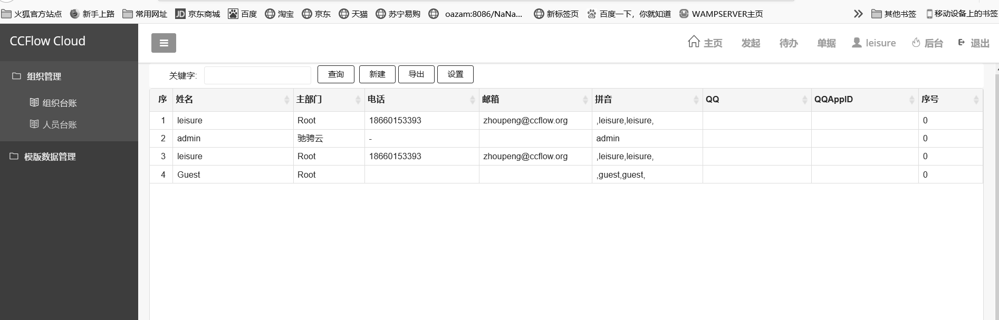 火狐官方站点 新手上路 常用网址 JD 京东商城 百度 淘宝 京东 天猫 苏宁易购 oazam:8086/NaNa... 新标签页 百度一下，你就知道 WAMPSERVER主页 其他书签 移动设备上的书签
CCFlow Cloud
主页 发起 待办 单据 leisure 后台 退出
组织管理
组织台账
人员台账
模版数据管理
关键字: 查询 新建 导出 设置
序 姓名 主部门 电话 邮箱 拼音 QQ QQAppID 序号
1 leisure Root 18660153393 zhoupeng@ccflow.org ,leisure,leisure, 0
2 admin 驰骋云 - admin 0
3 leisure Root 18660153393 zhoupeng@ccflow.org ,leisure,leisure, 0
4 Guest Root ,guest,guest, 0